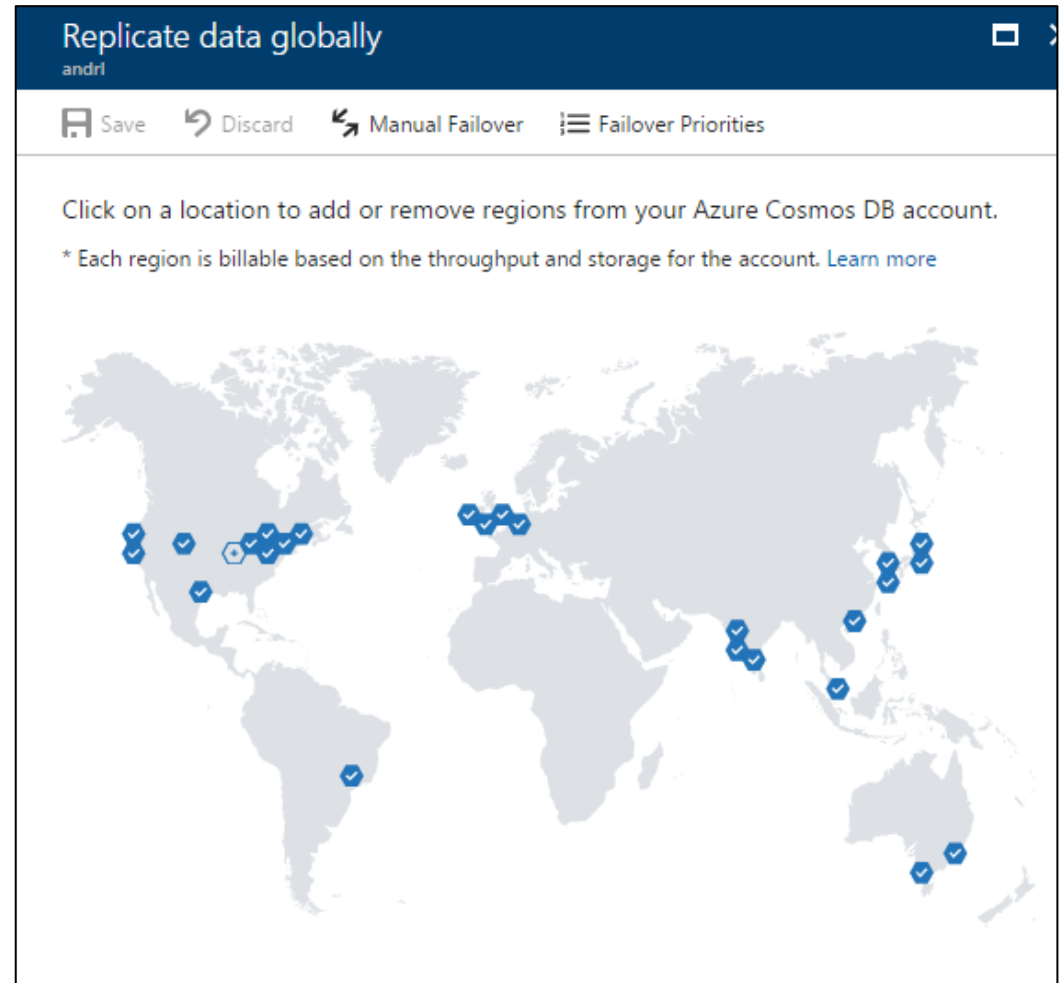 Replicate data globally
andrl
Save Discard Manual Failover Failover Priorities
Click on a location to add or remove regions from your Azure Cosmos DB account.
* Each region is billable based on the throughput and storage for the account. Learn more